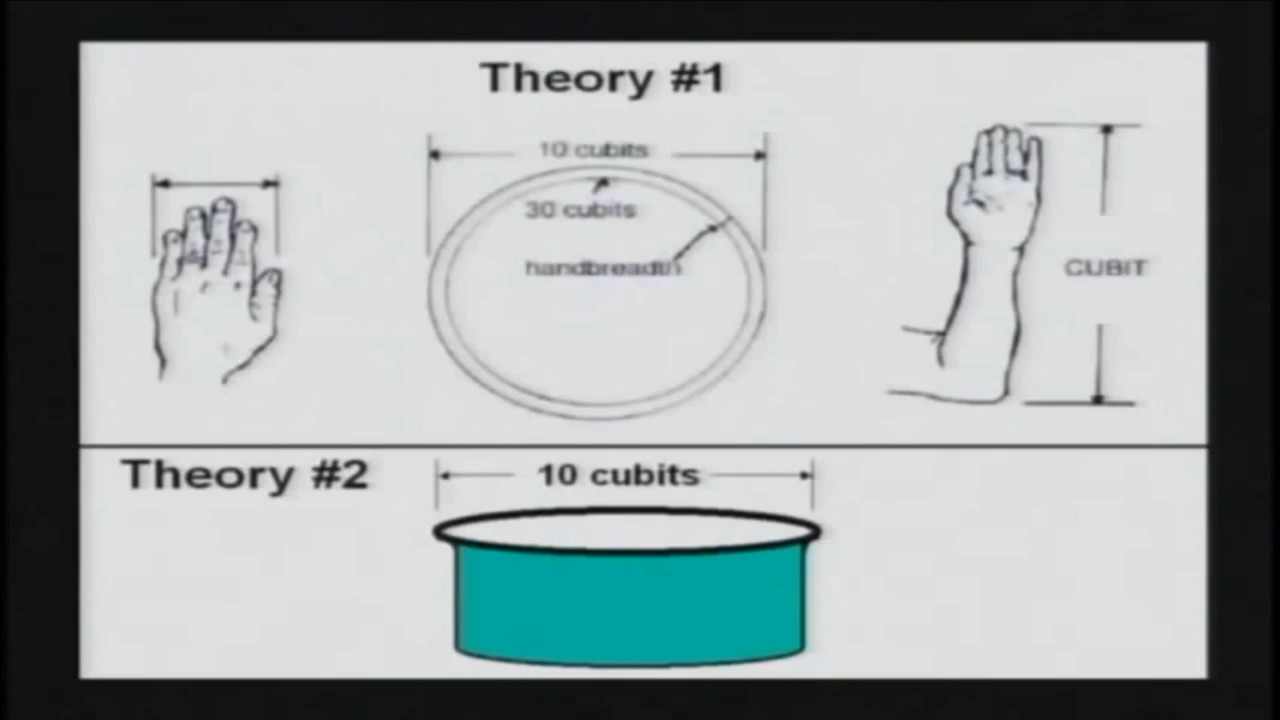 Theory #1
10 cubits
30 cubits
handbreadth
CUBIT
Theory #2
10 cubits